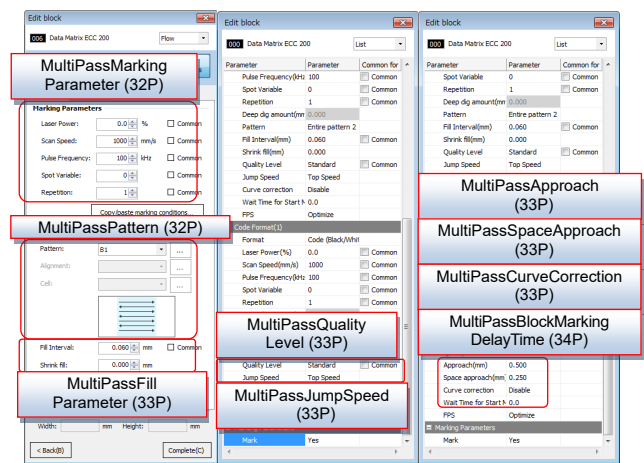 Edit block
006 Data Matrix ECC 200 Flow
MultiPassMarking
Parameter (32P)
Marking Parameters
Laser Power: 0.0 % Common
Scan Speed: 1000 mm/s Common
Pulse Frequency: 100 kHz Common
Spot Variable: 0 Common
Repetition: 1 Common
Copy/paste marking conditions...
MultiPassPattern (32P)
Pattern: B1 ...
Alignment: ...
Cell: ...
Fill Interval: 0.060 mm Common
Shrink fill: 0.000 mm
MultiPassFill
Parameter (33P)
Width: mm Height: mm
< Back(B) Complete(C)
Edit block
000 Data Matrix ECC 200 List
Parameter Parameter Common for
Pulse Frequency(kHz 100 Common
Spot Variable 0 Common
Repetition 1 Common
Deep dig amount(mm 0.000
Pattern Entire pattern 2
Fill Interval(mm) 0.060 Common
Shrink fill(mm) 0.000
Quality Level Standard Common
Jump Speed Top Speed
Curve correction Disable
Wait Time for Start M 0.0
FPS Optimize
Code Format(1)
Format Code (Black/Whit
Laser Power(%) 0.0 Common
Scan Speed(mm/s) 1000 Common
Pulse Frequency(kHz 100 Common
Spot Variable 0 Common
Repetition 1 Common
MultiPassQuality
Level (33P)
Quality Level Standard Common
Jump Speed Top Speed
MultiPassJumpSpeed
(33P)
Mark Yes
Edit block
000 Data Matrix ECC 200 List
Parameter Parameter Common for
Spot Variable 0 Common
Repetition 1 Common
Deep dig amount(mm 0.000
Pattern Entire pattern 2
Fill Interval(mm) 0.060 Common
Shrink fill(mm) 0.000
Quality Level Standard Common
Jump Speed Top Speed
MultiPassApproach
(33P)
MultiPassSpaceApproach
(33P)
MultiPassCurveCorrection
(33P)
MultiPassBlockMarking
DelayTime (34P)
Approach(mm) 0.500
Space approach(mm) 0.250
Curve correction Disable
Wait Time for Start M 0.0
FPS Optimize
Marking Parameters
Mark Yes